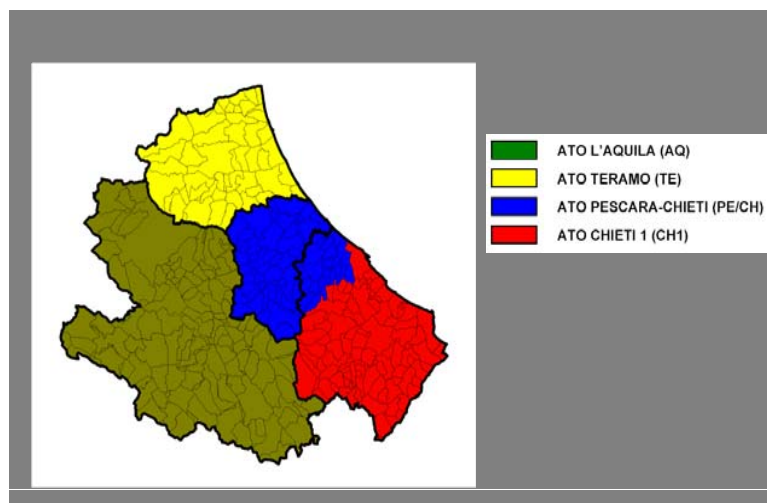 ATO L'AQUILA (AQ)
ATO TERAMO (TE)
ATO PESCARA-CHIETI (PE/CH)
ATO CHIETI 1 (CH1)